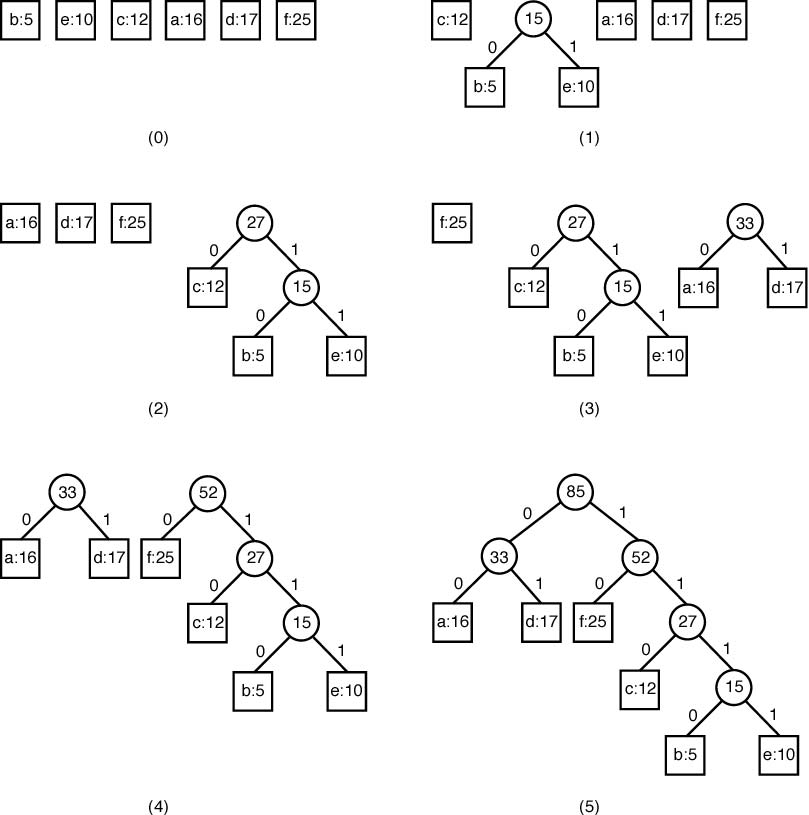 b:5 e:10 c:12 a:16 d:17 f:25
(0)
c:12 15 a:16 d:17 f:25
0 1
b:5 e:10
(1)
a:16 d:17 f:25 27
0 1
c:12 15
0 1
b:5 e:10
(2)
f:25 27 33
0 1 0 1
c:12 15 a:16 d:17
0 1
b:5 e:10
(3)
33 52
0 1 0 1
a:16 d:17 f:25 27
0 1
c:12 15
0 1
b:5 e:10
(4)
85
0 1
33 52
0 1 0 1
a:16 d:17 f:25 27
0 1
c:12 15
0 1
b:5 e:10
(5)